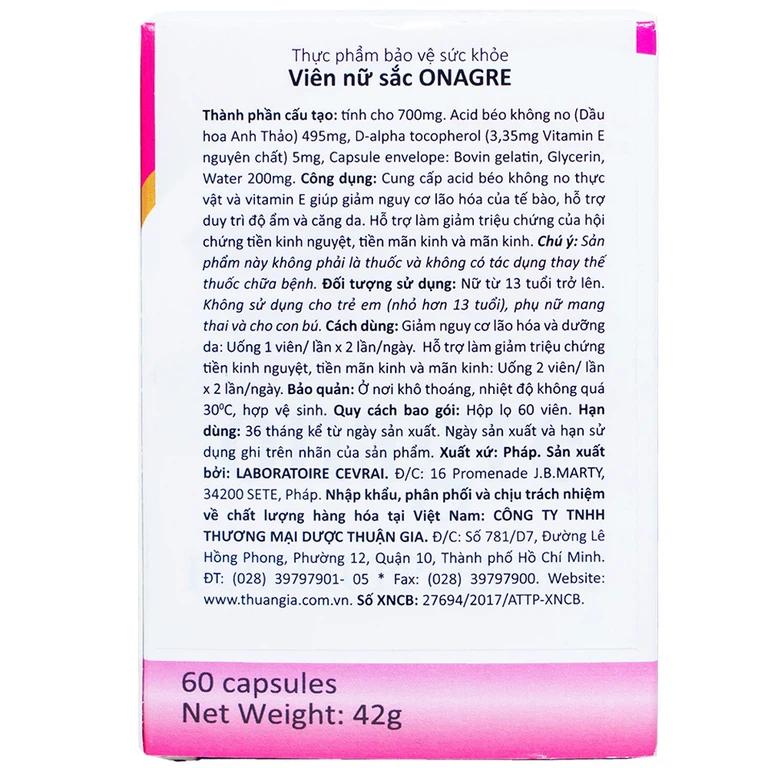 Thực phẩm bảo vệ sức khỏe
Viên nữ sắc ONAGRE
Thành phần cấu tạo: tính cho 700mg. Acid béo không no (Dầu
hoa Anh Thảo) 495mg, D-alpha tocopherol (3,35mg Vitamin E
nguyên chất) 5mg, Capsule envelope: Bovin gelatin, Glycerin,
Water 200mg. Công dụng: Cung cấp acid béo không no thực
vật và vitamin E giúp giảm nguy cơ lão hóa của tế bào, hỗ trợ
duy trì độ ẩm và căng da. Hỗ trợ làm giảm triệu chứng của hội
chứng tiền kinh nguyệt, tiền mãn kinh và mãn kinh. Chú ý: Sản
phẩm này không phải là thuốc và không có tác dụng thay thế
thuốc chữa bệnh. Đối tượng sử dụng: Nữ từ 13 tuổi trở lên.
Không sử dụng cho trẻ em (nhỏ hơn 13 tuổi), phụ nữ mang
thai và cho con bú. Cách dùng: Giảm nguy cơ lão hóa và dưỡng
da: Uống 1 viên/ lần x 2 lần/ngày. Hỗ trợ làm giảm triệu chứng
tiền kinh nguyệt, tiền mãn kinh và mãn kinh: Uống 2 viên/ lần
x 2 lần/ngày. Bảo quản: Ở nơi khô thoáng, nhiệt độ không quá
30⁰C, hợp vệ sinh. Quy cách bao gói: Hộp lọ 60 viên. Hạn
dùng: 36 tháng kể từ ngày sản xuất. Ngày sản xuất và hạn sử
dụng ghi trên nhãn của sản phẩm. Xuất xứ: Pháp. Sản xuất
bởi: LABORATOIRE CEVRAI. Đ/C: 16 Promenade J.B.MARTY,
34200 SETE, Pháp. Nhập khẩu, phân phối và chịu trách nhiệm
về chất lượng hàng hóa tại Việt Nam: CÔNG TY TNHH
THƯƠNG MẠI DƯỢC THUẬN GIA. Đ/C: Số 781/D7, Đường Lê
Hồng Phong, Phường 12, Quận 10, Thành phố Hồ Chí Minh.
ĐT: (028) 39797901- 05 * Fax: (028) 39797900. Website:
www.thuangia.com.vn. Số XNCB: 27694/2017/ATTP-XNCB.
60 capsules
Net Weight: 42g